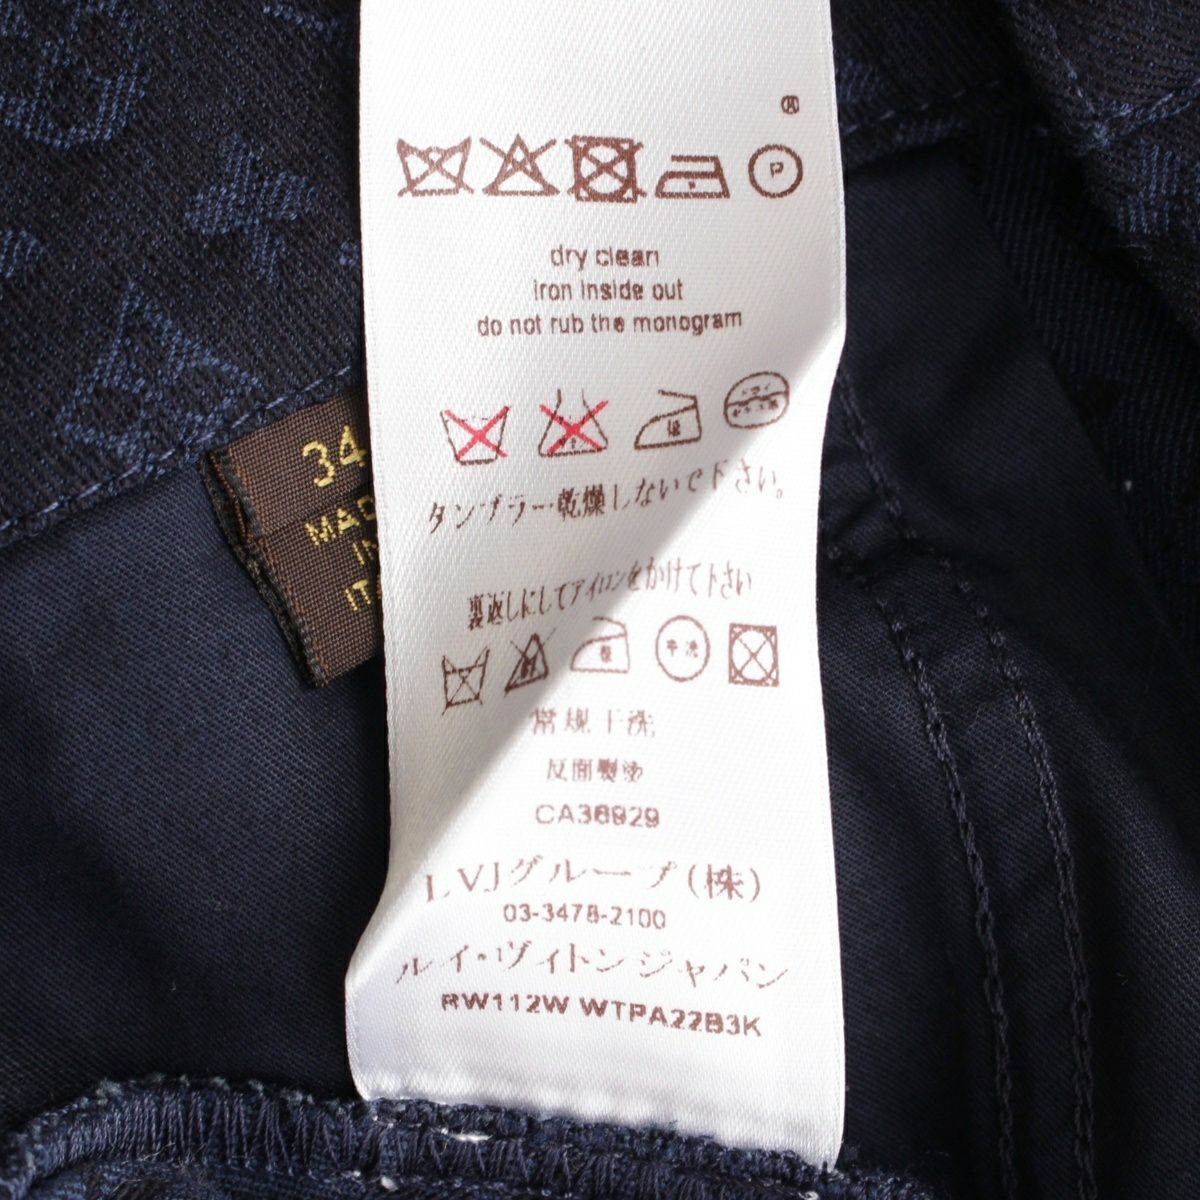 P
dry clean
iron inside out
do not rub the monogram
34
MAD
IN
IT
タンブラー乾燥しないで下さい。
裏返しにしてアイロンをかけて下さい
常规干洗
反面熨烫
CA36929
LVJグループ(株)
03-3478-2100
ルイ・ヴィトンジャパン
RW112W WTPA22B3K